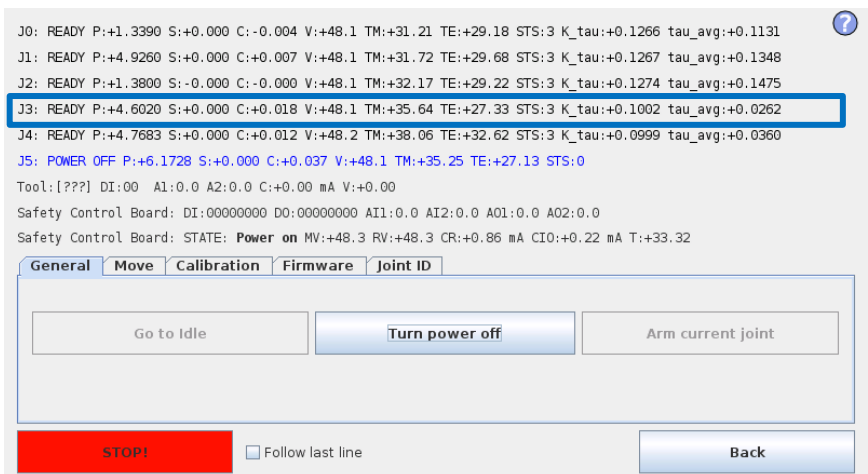 ?
J0: READY P:+1.3390 S:+0.000 C:-0.004 V:+48.1 TM:+31.21 TE:+29.18 STS:3 K_tau:+0.1266 tau_avg:+0.1131
J1: READY P:+4.9260 S:+0.000 C:+0.007 V:+48.1 TM:+31.72 TE:+29.68 STS:3 K_tau:+0.1267 tau_avg:+0.1348
J2: READY P:+1.3800 S:-0.000 C:-0.000 V:+48.1 TM:+32.17 TE:+29.22 STS:3 K_tau:+0.1274 tau_avg:+0.1475
J3: READY P:+4.6020 S:+0.000 C:+0.018 V:+48.1 TM:+35.64 TE:+27.33 STS:3 K_tau:+0.1002 tau_avg:+0.0262
J4: READY P:+4.7683 S:+0.000 C:+0.012 V:+48.2 TM:+38.06 TE:+32.62 STS:3 K_tau:+0.0999 tau_avg:+0.0360
J5: POWER OFF P:+6.1728 S:+0.000 C:+0.037 V:+48.1 TM:+35.25 TE:+27.13 STS:0
Tool:[???] DI:00 A1:0.0 A2:0.0 C:+0.00 mA V:+0.00
Safety Control Board: DI:00000000 DO:00000000 AI1:0.0 AI2:0.0 AO1:0.0 AO2:0.0
Safety Control Board: STATE: Power on MV:+48.3 RV:+48.3 CR:+0.86 mA CIO:+0.22 mA T:+33.32
General Move Calibration Firmware Joint ID
Go to Idle Turn power off Arm current joint
STOP! Follow last line Back